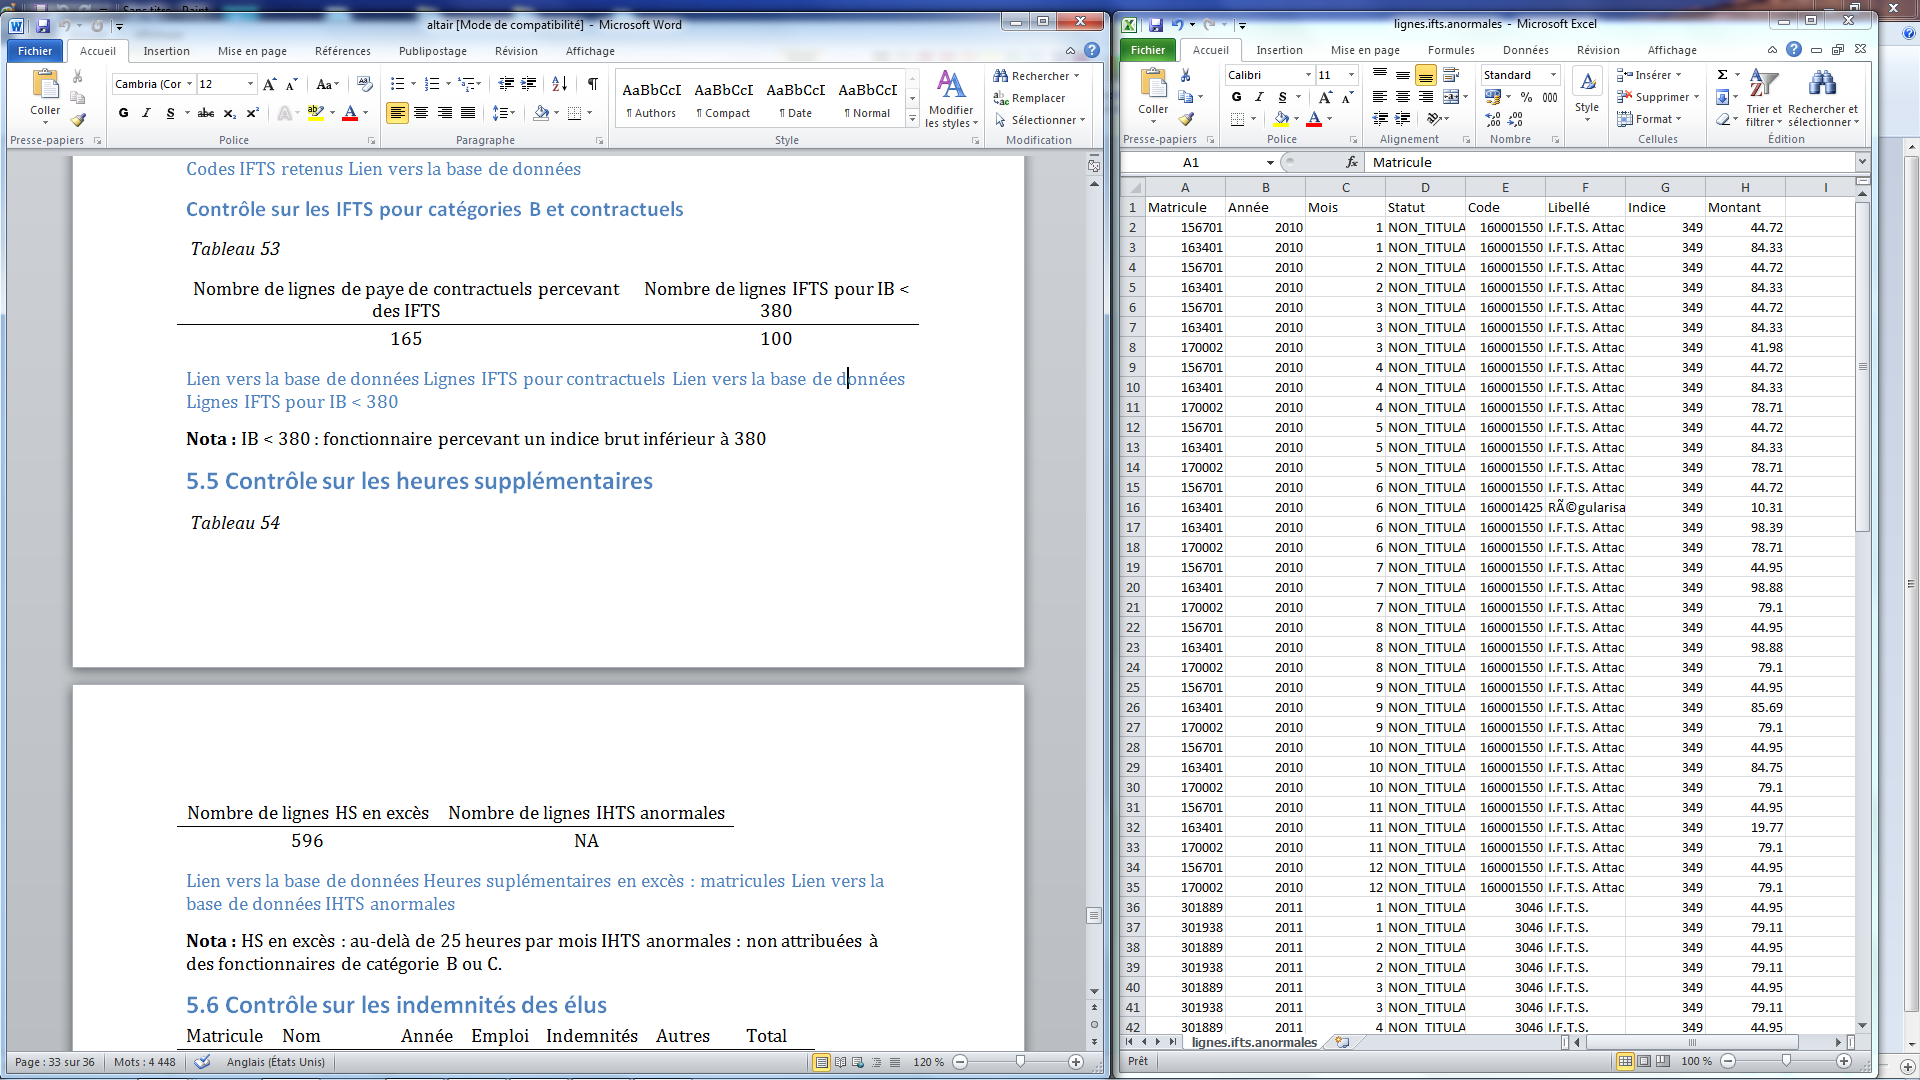 altair [Mode de compatibilité] - Microsoft Word
Fichier Accueil Insertion Mise en page Références Publipostage Révision Affichage
Cambria (Cor 12
Coller
AaBbCcI AaBbCcI AaBbCcI AaBbCcI
¶ Authors ¶ Compact ¶ Date ¶ Normal
Modifier les styles
Rechercher
Remplacer
Sélectionner
Presse-papiers Police Paragraphe Style Modification
Codes IFTS retenus Lien vers la base de données
Contrôle sur les IFTS pour catégories B et contractuels
Tableau 53
Nombre de lignes de paye de contractuels percevant Nombre de lignes IFTS pour IB <
des IFTS 380
165 100
Lien vers la base de données Lignes IFTS pour contractuels Lien vers la base de données
Lignes IFTS pour IB < 380
Nota : IB < 380 : fonctionnaire percevant un indice brut inférieur à 380
5.5 Contrôle sur les heures supplémentaires
Tableau 54
Nombre de lignes HS en excès Nombre de lignes IHTS anormales
596 NA
Lien vers la base de données Heures suplémentaires en excès : matricules Lien vers la
base de données IHTS anormales
Nota : HS en excès : au-delà de 25 heures par mois IHTS anormales : non attribuées à
des fonctionnaires de catégorie B ou C.
5.6 Contrôle sur les indemnités des élus
Matricule Nom Année Emploi Indemnités Autres Total
Page : 33 sur 36 Mots : 4 448 Anglais (États Unis) 120 %
lignes.ifts.anormales - Microsoft Excel
Fichier Accueil Insertion Mise en page Formules Données Révision Affichage
Calibri 11 Standard
Coller
Style
Insérer
Supprimer
Format
Trier et filtrer
Rechercher et sélectionner
Presse-papiers Police Alignement Nombre Cellules Édition
A1 fx Matricule
A B C D E F G H I
1 Matricule Année Mois Statut Code Libellé Indice Montant
2 156701 2010 1 NON_TITULA 160001550 I.F.T.S. Attac 349 44.72
3 163401 2010 1 NON_TITULA 160001550 I.F.T.S. Attac 349 84.33
4 156701 2010 2 NON_TITULA 160001550 I.F.T.S. Attac 349 44.72
5 163401 2010 2 NON_TITULA 160001550 I.F.T.S. Attac 349 84.33
6 156701 2010 3 NON_TITULA 160001550 I.F.T.S. Attac 349 44.72
7 163401 2010 3 NON_TITULA 160001550 I.F.T.S. Attac 349 84.33
8 170002 2010 3 NON_TITULA 160001550 I.F.T.S. Attac 349 41.98
9 156701 2010 4 NON_TITULA 160001550 I.F.T.S. Attac 349 44.72
10 163401 2010 4 NON_TITULA 160001550 I.F.T.S. Attac 349 84.33
11 170002 2010 4 NON_TITULA 160001550 I.F.T.S. Attac 349 78.71
12 156701 2010 5 NON_TITULA 160001550 I.F.T.S. Attac 349 44.72
13 163401 2010 5 NON_TITULA 160001550 I.F.T.S. Attac 349 84.33
14 170002 2010 5 NON_TITULA 160001550 I.F.T.S. Attac 349 78.71
15 156701 2010 6 NON_TITULA 160001550 I.F.T.S. Attac 349 44.72
16 163401 2010 6 NON_TITULA 160001425 RÃ©gularisa 349 10.31
17 163401 2010 6 NON_TITULA 160001550 I.F.T.S. Attac 349 98.39
18 170002 2010 6 NON_TITULA 160001550 I.F.T.S. Attac 349 78.71
19 156701 2010 7 NON_TITULA 160001550 I.F.T.S. Attac 349 44.95
20 163401 2010 7 NON_TITULA 160001550 I.F.T.S. Attac 349 98.88
21 170002 2010 7 NON_TITULA 160001550 I.F.T.S. Attac 349 79.1
22 156701 2010 8 NON_TITULA 160001550 I.F.T.S. Attac 349 44.95
23 163401 2010 8 NON_TITULA 160001550 I.F.T.S. Attac 349 98.88
24 170002 2010 8 NON_TITULA 160001550 I.F.T.S. Attac 349 79.1
25 156701 2010 9 NON_TITULA 160001550 I.F.T.S. Attac 349 44.95
26 163401 2010 9 NON_TITULA 160001550 I.F.T.S. Attac 349 85.69
27 170002 2010 9 NON_TITULA 160001550 I.F.T.S. Attac 349 79.1
28 156701 2010 10 NON_TITULA 160001550 I.F.T.S. Attac 349 44.95
29 163401 2010 10 NON_TITULA 160001550 I.F.T.S. Attac 349 84.75
30 170002 2010 10 NON_TITULA 160001550 I.F.T.S. Attac 349 79.1
31 156701 2010 11 NON_TITULA 160001550 I.F.T.S. Attac 349 44.95
32 163401 2010 11 NON_TITULA 160001550 I.F.T.S. Attac 349 19.77
33 170002 2010 11 NON_TITULA 160001550 I.F.T.S. Attac 349 79.1
34 156701 2010 12 NON_TITULA 160001550 I.F.T.S. Attac 349 44.95
35 170002 2010 12 NON_TITULA 160001550 I.F.T.S. Attac 349 79.1
36 301889 2011 1 NON_TITULA 3046 I.F.T.S. 349 44.95
37 301938 2011 1 NON_TITULA 3046 I.F.T.S. 349 79.11
38 301889 2011 2 NON_TITULA 3046 I.F.T.S. 349 44.95
39 301938 2011 2 NON_TITULA 3046 I.F.T.S. 349 79.11
40 301889 2011 3 NON_TITULA 3046 I.F.T.S. 349 44.95
41 301938 2011 3 NON_TITULA 3046 I.F.T.S. 349 79.11
42 301889 2011 4 NON_TITULA 3046 I.F.T.S. 349 44.95
lignes.ifts.anormales
Prêt 100 %